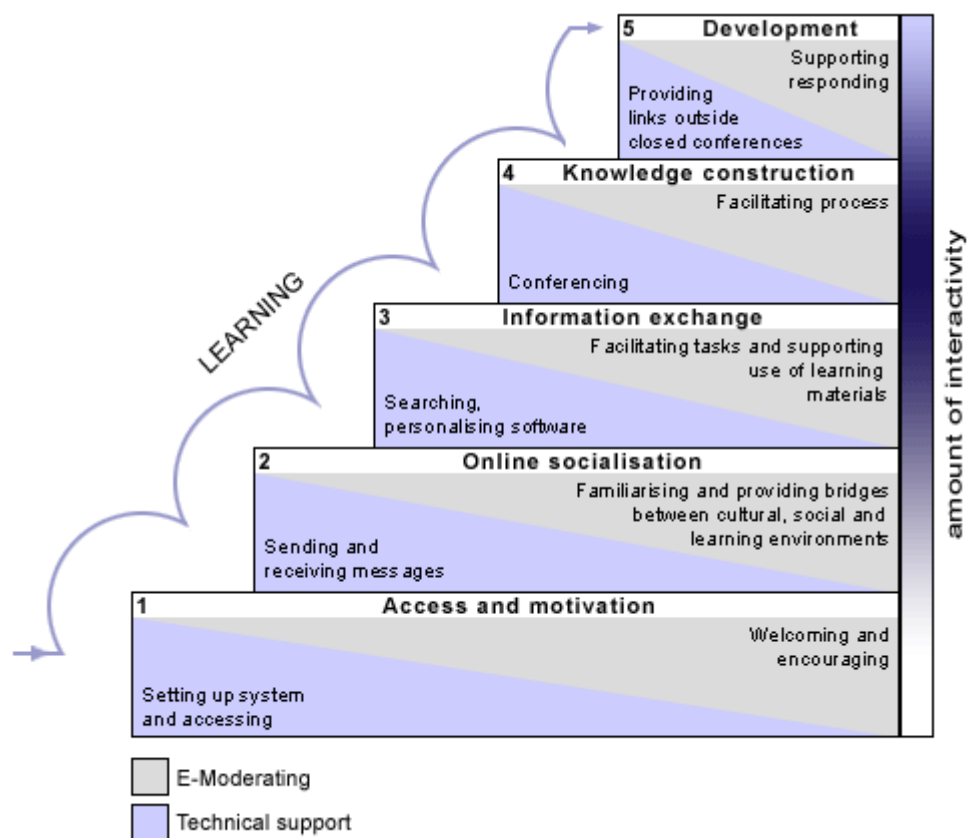 5 Development
Supporting
responding
Providing
links outside
closed conferences
4 Knowledge construction
Facilitating process
Conferencing
3 Information exchange
Facilitating tasks and supporting
use of learning
materials
Searching,
personalising software
2 Online socialisation
Familiarising and providing bridges
between cultural, social and
learning environments
Sending and
receiving messages
1 Access and motivation
Welcoming and
encouraging
Setting up system
and accessing
LEARNING
amount of interactivity
E-Moderating
Technical support